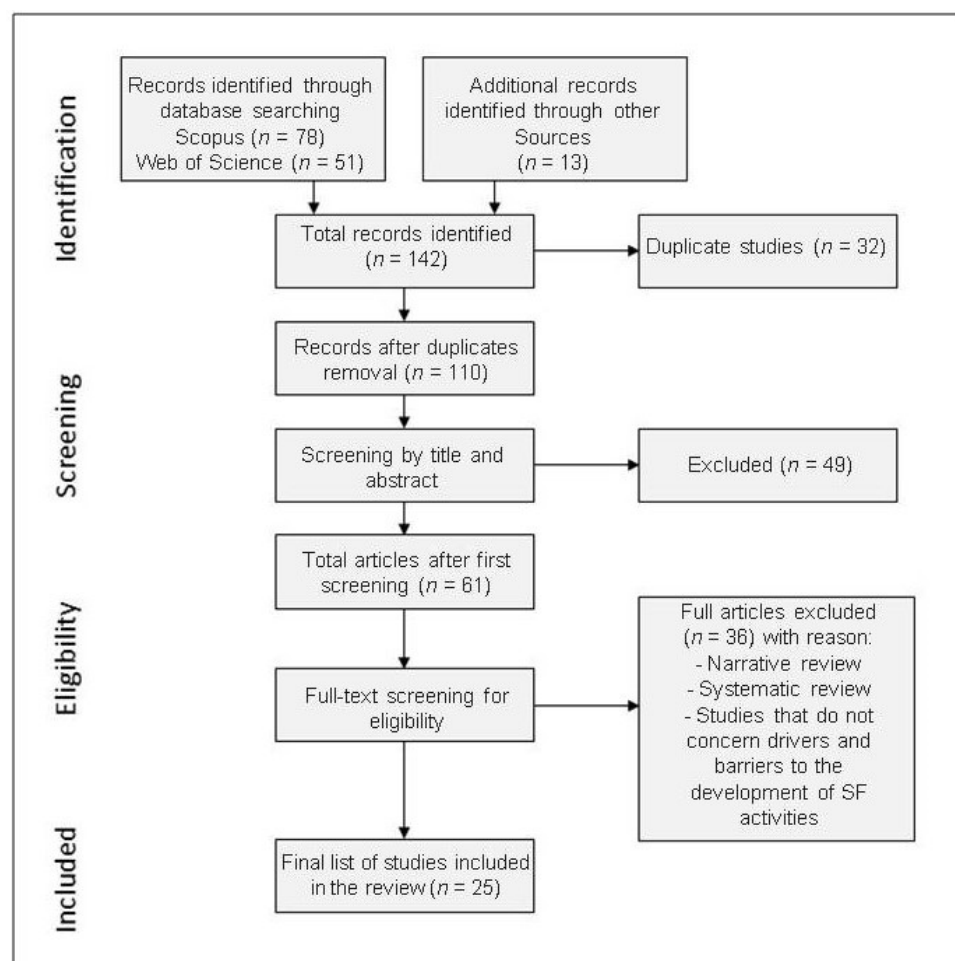 Identification
Records identified through
database searching
Scopus (n = 78)
Web of Science (n = 51)
Additional records
identified through other
Sources
(n = 13)
Total records identified
(n = 142)
Duplicate studies (n = 32)
Screening
Records after duplicates
removal (n = 110)
Screening by title and
abstract
Excluded (n = 49)
Eligibility
Total articles after first
screening (n = 61)
Full-text screening for
eligibility
Full articles excluded
(n = 36) with reason:
- Narrative review
- Systematic review
- Studies that do not
concern drivers and
barriers to the
development of SF
activities
Included
Final list of studies included
in the review (n = 25)